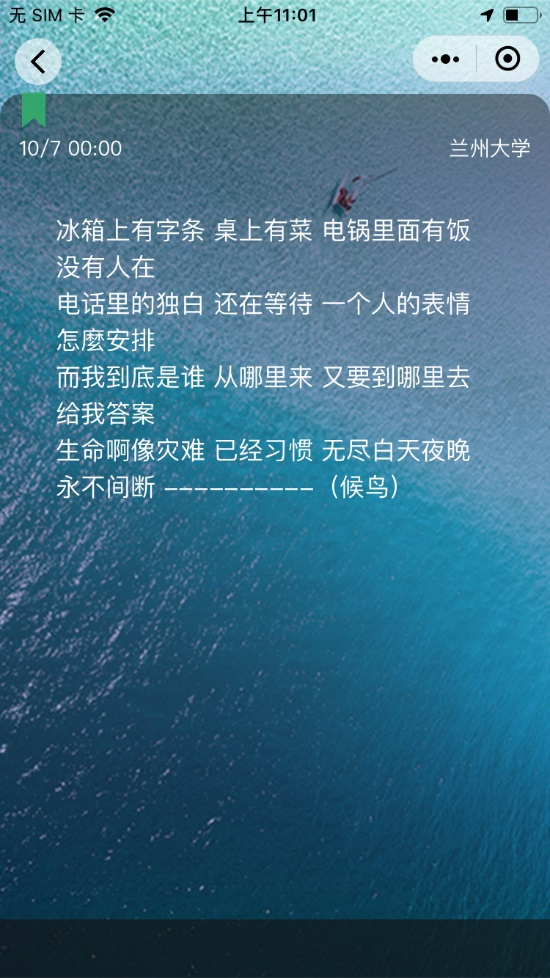 无 SIM 卡 上午11:01
10/7 00:00 兰州大学
冰箱上有字条 桌上有菜 电锅里面有饭
没有人在
电话里的独白 还在等待 一个人的表情
怎麼安排
而我到底是谁 从哪里来 又要到哪里去
给我答案
生命啊像灾难 已经习惯 无尽白天夜晚
永不间断 ----------（候鸟）